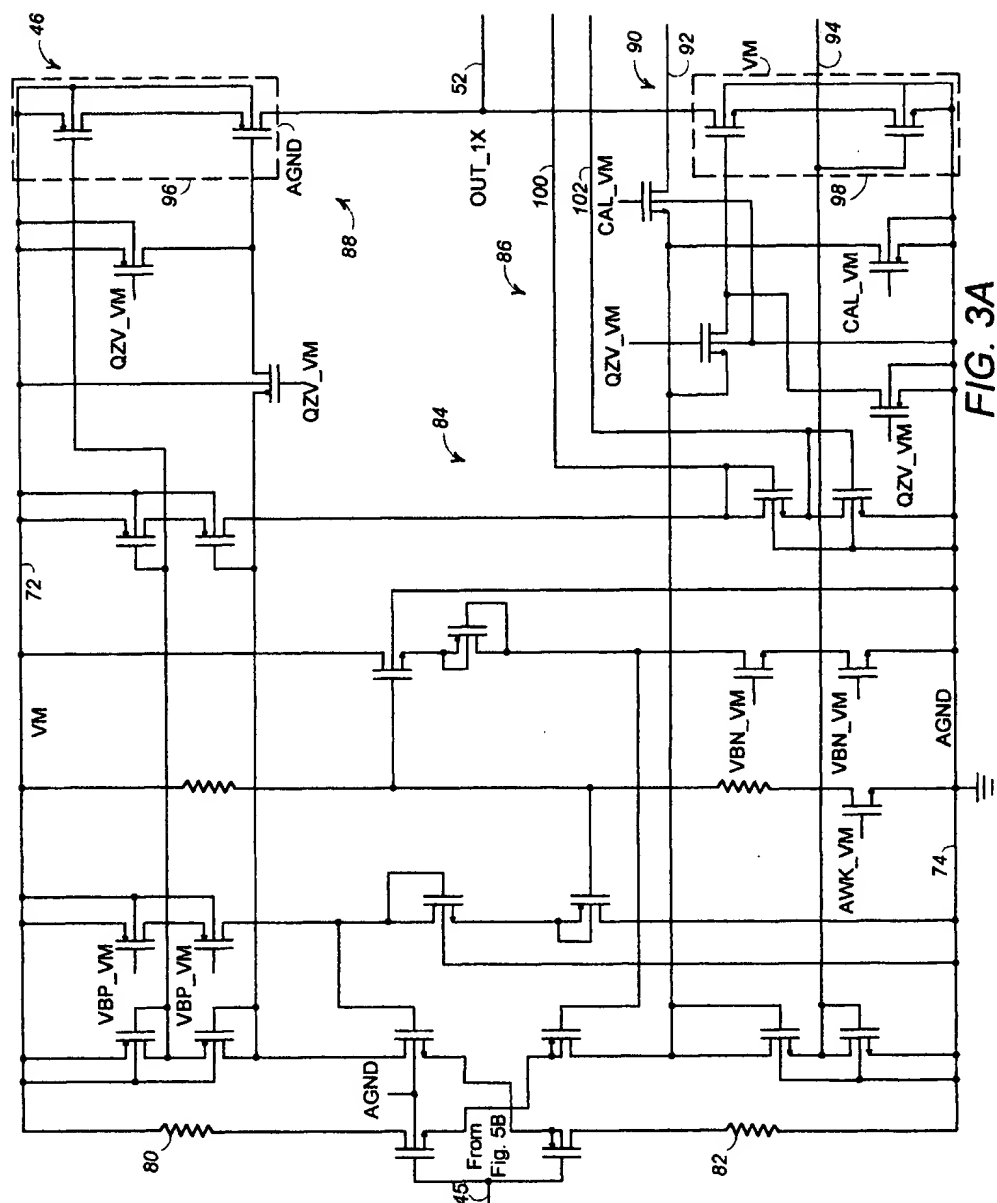 46
VM
72
96
AGND
88
QZV_VM
QZV_VM
VBP_VM
VBP_VM
84
86
52
OUT_1X
100
102
90
92
CAL_VM
QZV_VM
VM
94
98
CAL_VM
QZV_VM
80
AGND
45
From
Fig. 5B
82
VBN_VM
VBN_VM
AWK_VM
AGND
74
FIG. 3A